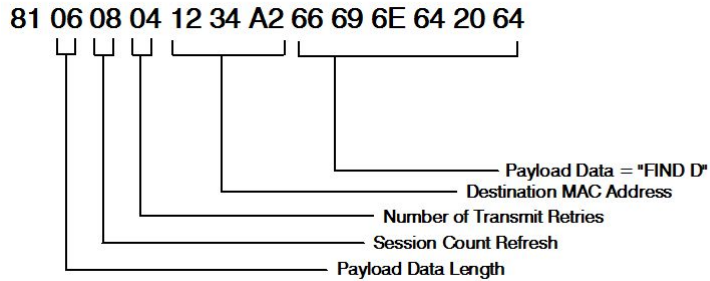 81 06 08 04 12 34 A2 66 69 6E 64 20 64
Payload Data = "FIND D"
Destination MAC Address
Number of Transmit Retries
Session Count Refresh
Payload Data Length